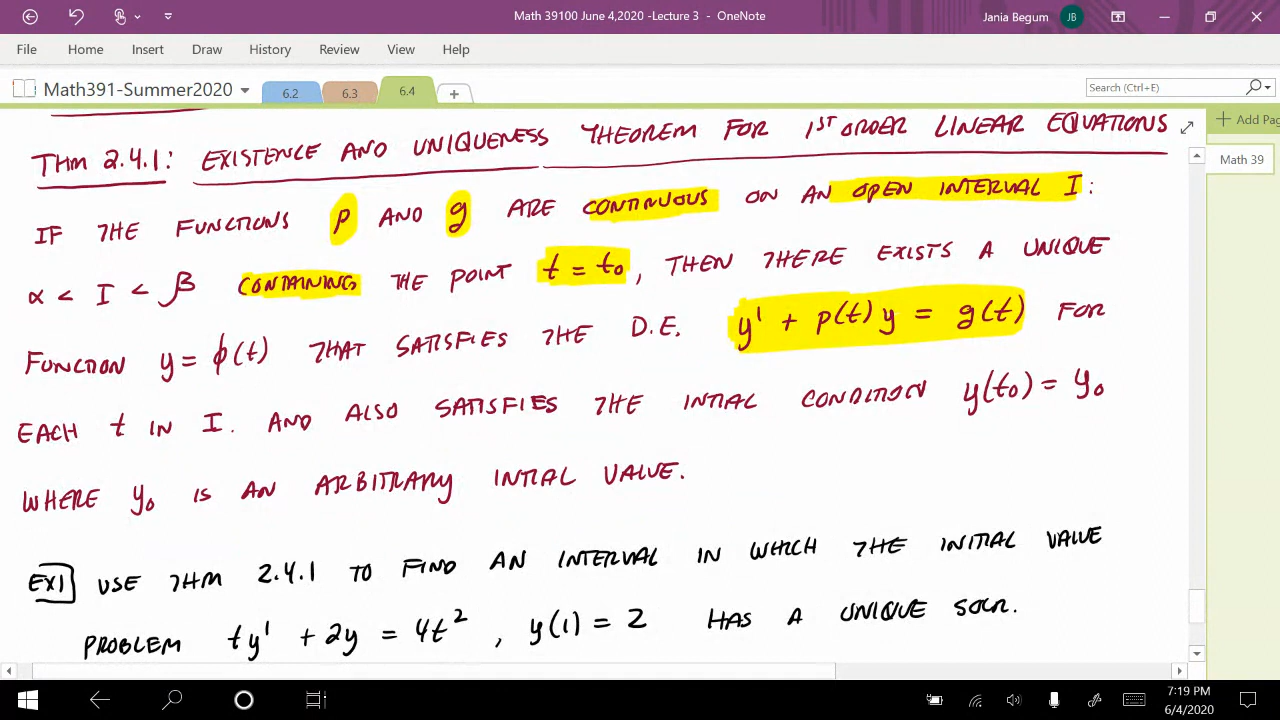 Math 39100 June 4,2020 -Lecture 3 - OneNote
Jania Begum JB
File Home Insert Draw History Review View Help
Math391-Summer2020 6.2 6.3 6.4
Search (Ctrl+E)
Add Pag
Math 39
THM 2.4.1: EXISTENCE AND UNIQUENESS THEOREM FOR 1ST ORDER LINEAR EQUATIONS
IF THE FUNCTIONS p AND g ARE CONTINUOUS ON AN OPEN INTERVAL I:
α < I < β CONTAINING THE POINT t = t₀, THEN THERE EXISTS A UNIQUE
FUNCTION y = ϕ(t) THAT SATISFIES THE D.E. y' + p(t) y = g(t) FOR
EACH t IN I. AND ALSO SATISFIES THE INTIAL CONDITION y(t₀) = y₀
WHERE y₀ IS AN ARBITRARY INTIAL VALUE.
EX1 USE THM 2.4.1 TO FIND AN INTERVAL IN WHICH THE INITIAL VALUE
PROBLEM ty' + 2y = 4t², y(1) = 2 HAS A UNIQUE SOLN.
7:19 PM
6/4/2020